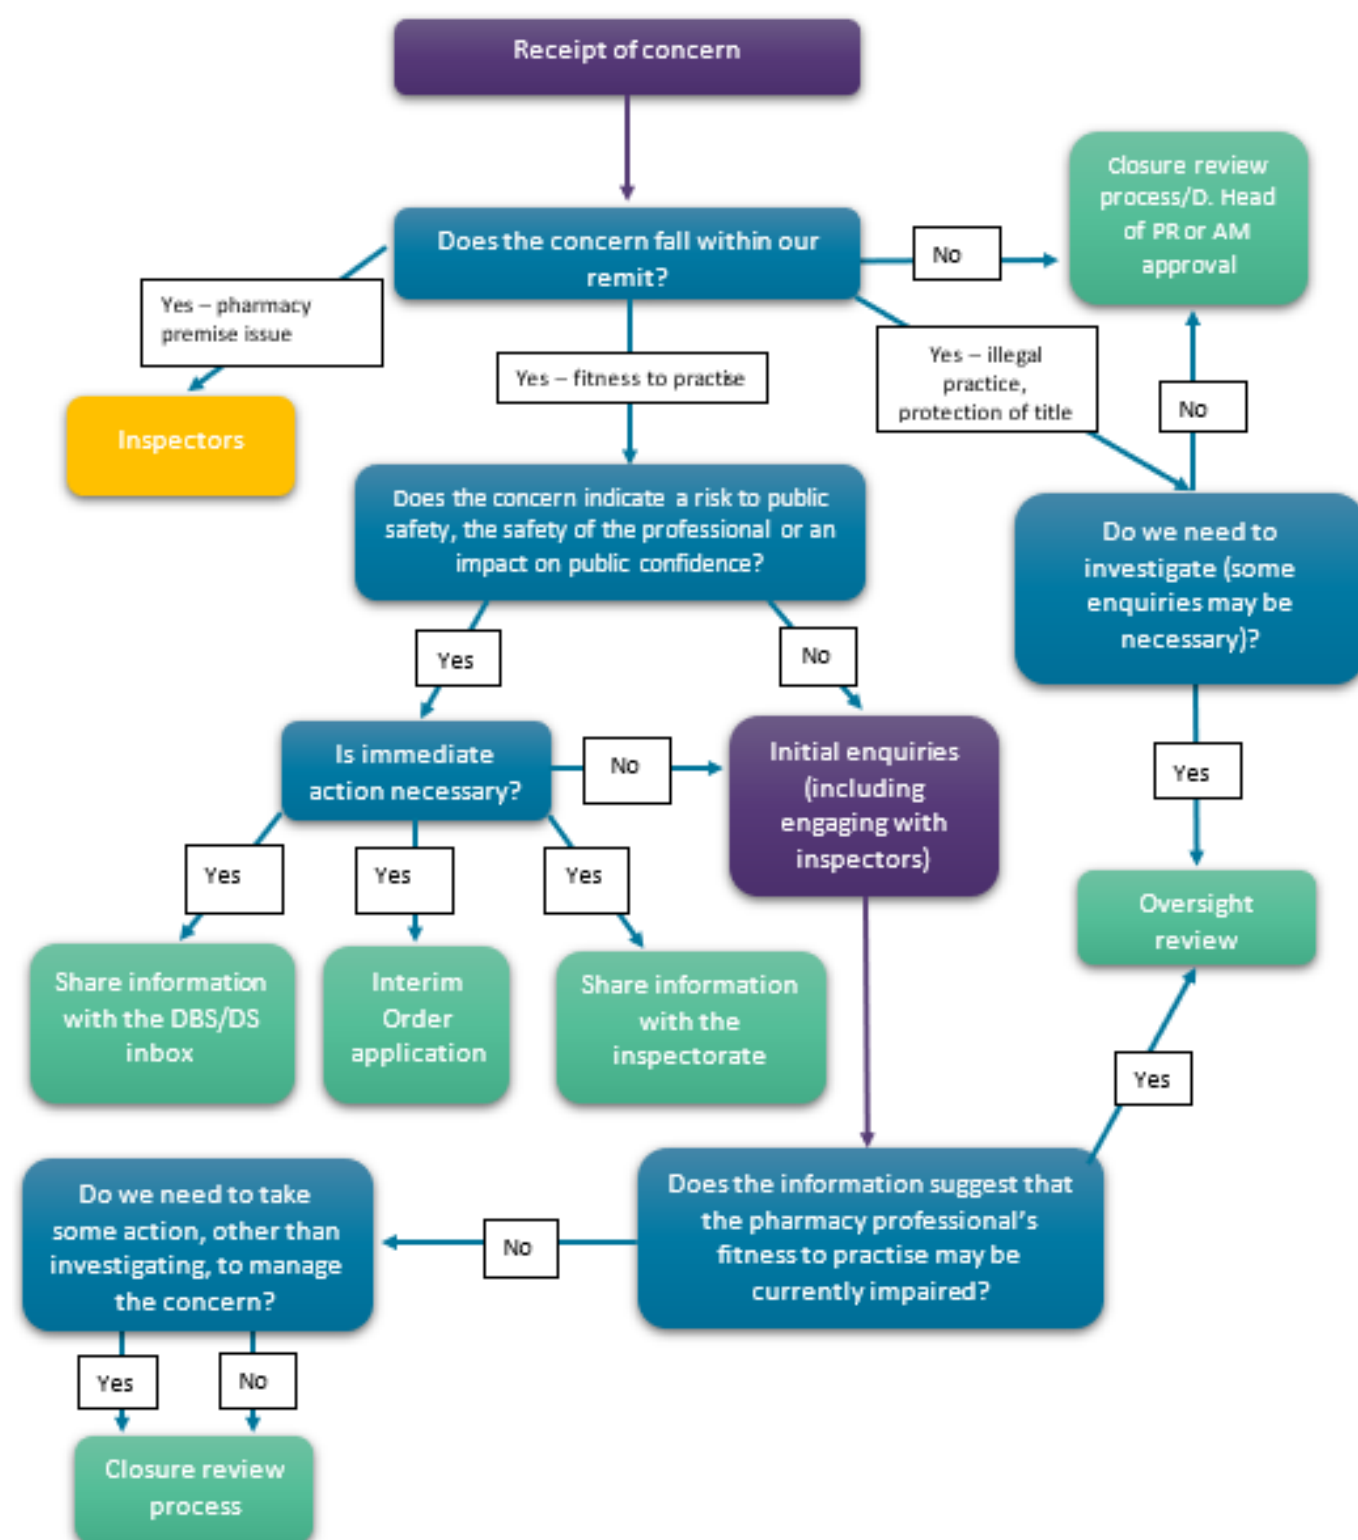 Receipt of concern
Closure review
process/D. Head
of PR or AM
approval
Does the concern fall within our
remit?
No
Yes – pharmacy
premise issue
Yes – fitness to practise
Yes – illegal
practice,
protection of title
No
Inspectors
Does the concern indicate a risk to public
safety, the safety of the professional or an
impact on public confidence?
Do we need to
investigate (some
enquiries may be
necessary)?
Yes
No
Is immediate
action necessary?
No
Initial enquiries
(including
engaging with
inspectors)
Yes
Yes
Yes
Yes
Oversight
review
Share information
with the DBS/DS
inbox
Interim
Order
application
Share information
with the
inspectorate
Yes
Do we need to take
some action, other than
investigating, to manage
the concern?
No
Does the information suggest that
the pharmacy professional's
fitness to practise may be
currently impaired?
Yes
No
Closure review
process